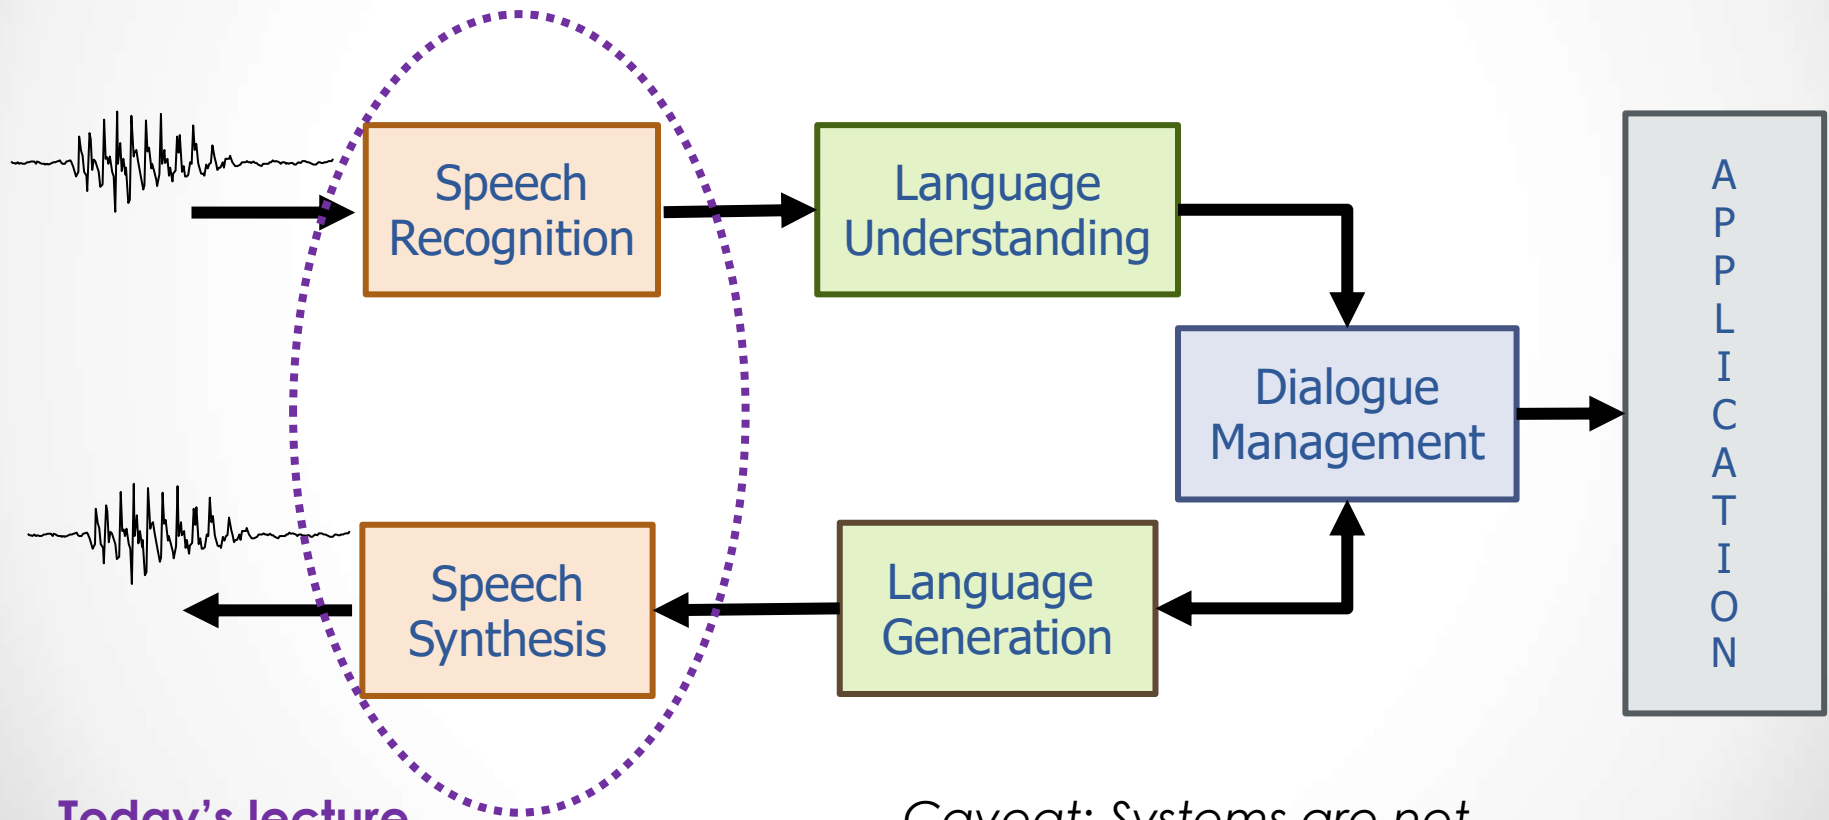 Speech
Recognition
Language
Understanding
Dialogue
Management
A
P
P
L
I
C
A
T
I
O
N
Speech
Synthesis
Language
Generation
Today's lecture
Caveat: Systems are not